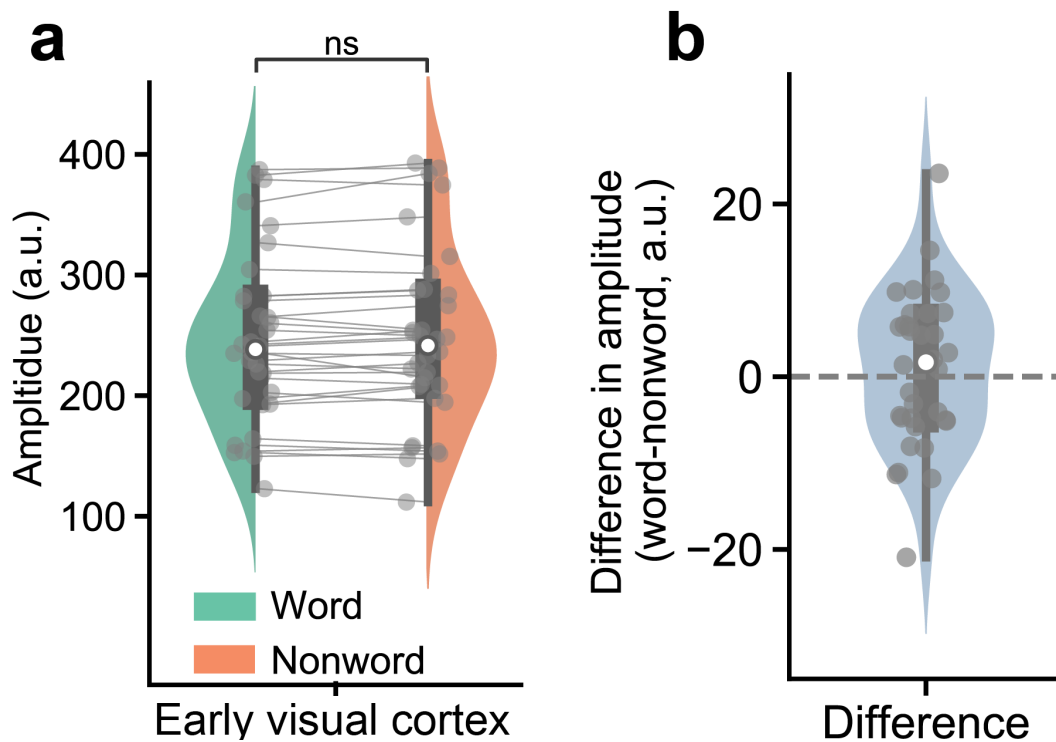 a
ns
400
300
200
100
Ampltidue (a.u.)
Word
Nonword
Early visual cortex
b
Difference in amplitude
(word-nonword, a.u.)
20
0
−20
Difference